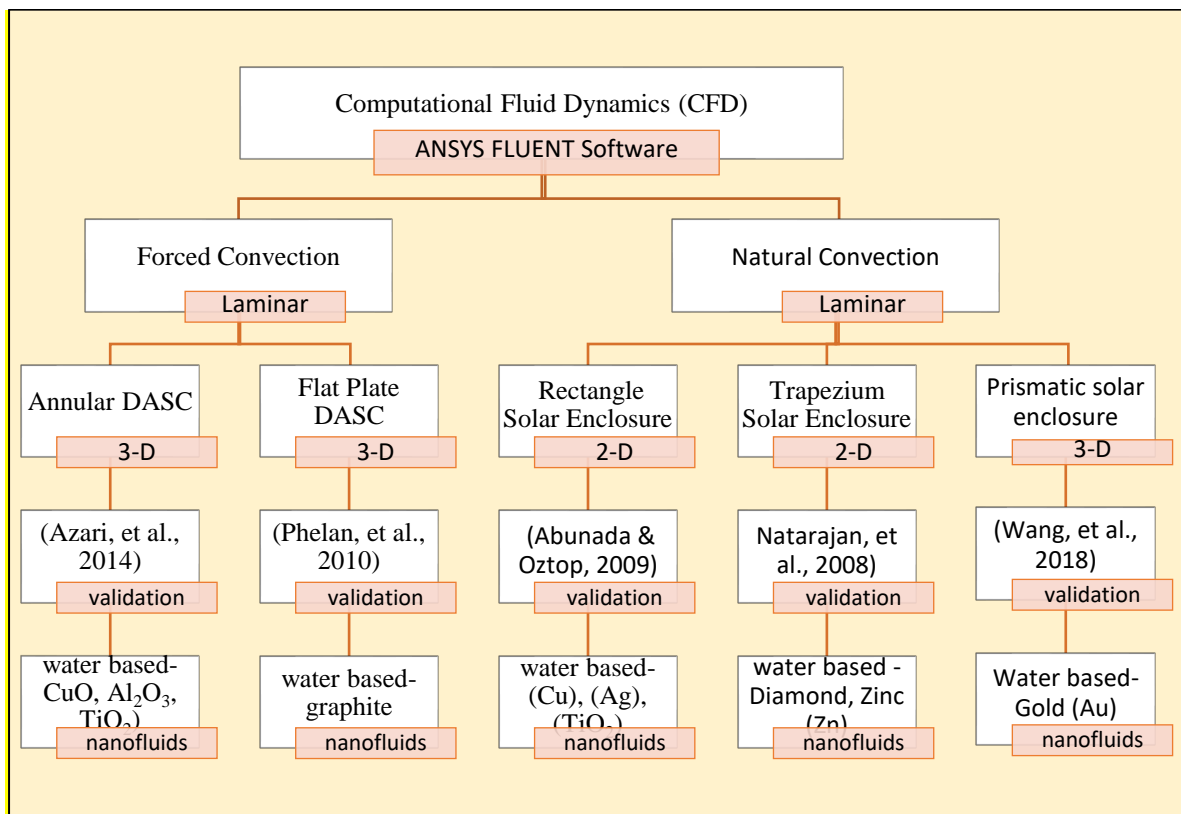 Computational Fluid Dynamics (CFD)
ANSYS FLUENT Software
Forced Convection
Laminar
Natural Convection
Laminar
Annular DASC
3-D
Flat Plate
DASC
3-D
Rectangle
Solar Enclosure
2-D
Trapezium
Solar Enclosure
2-D
Prismatic solar
enclosure
3-D
(Azari, et al.,
2014)
validation
(Phelan, et al.,
2010)
validation
(Abunada &
Oztop, 2009)
validation
Natarajan, et
al., 2008)
validation
(Wang, et al.,
2018)
validation
water based-
CuO, Al₂O₃,
TiO₂)
nanofluids
water based-
graphite
nanofluids
water based-
(Cu), (Ag),
(TiO₂)
nanofluids
water based -
Diamond, Zinc
(Zn)
nanofluids
Water based-
Gold (Au)
nanofluids